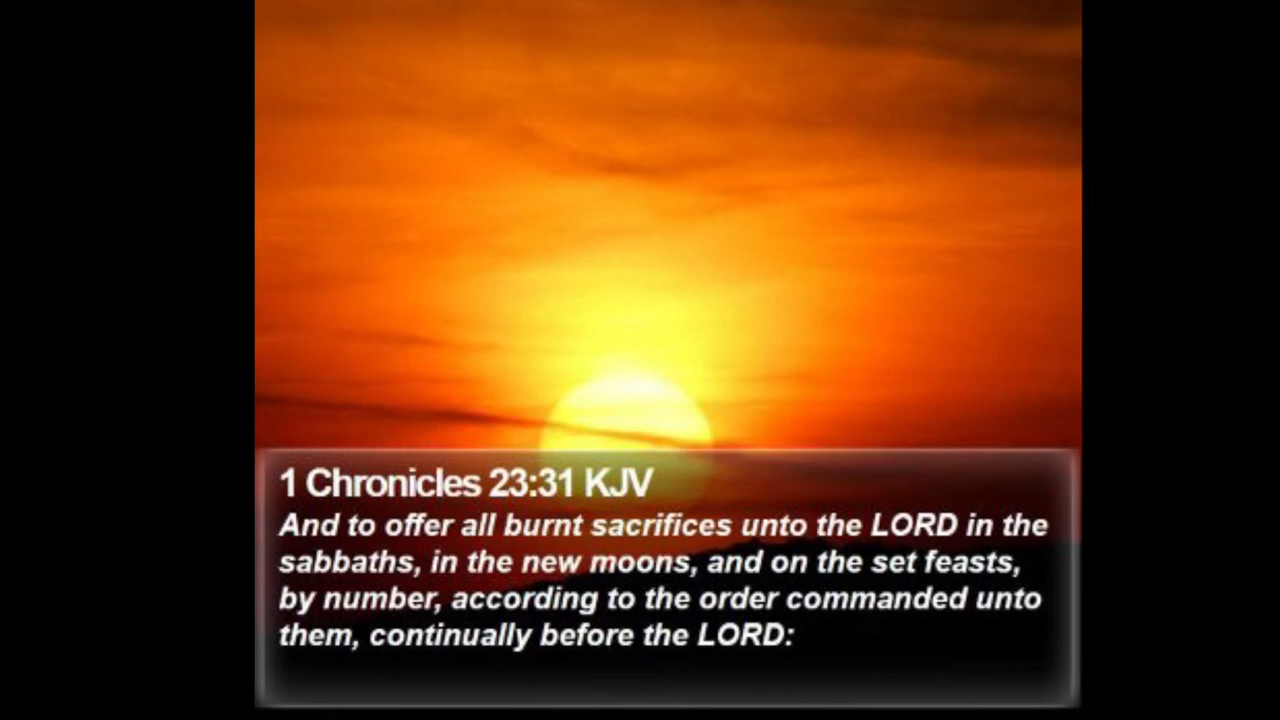 1 Chronicles 23:31 KJV
And to offer all burnt sacrifices unto the LORD in the
sabbaths, in the new moons, and on the set feasts,
by number, according to the order commanded unto
them, continually before the LORD: